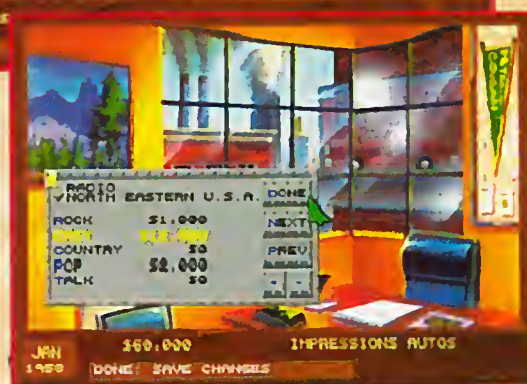 RADIO
NORTH EASTERN U.S.A. DONE
ROCK $1,000 NEXT
COUNTRY $0 PREV
POP $8,000
TALK $0 + -
$60,000 IMPRESSIONS AUTOS
JAN
1950 DONE: SAVE CHANGES